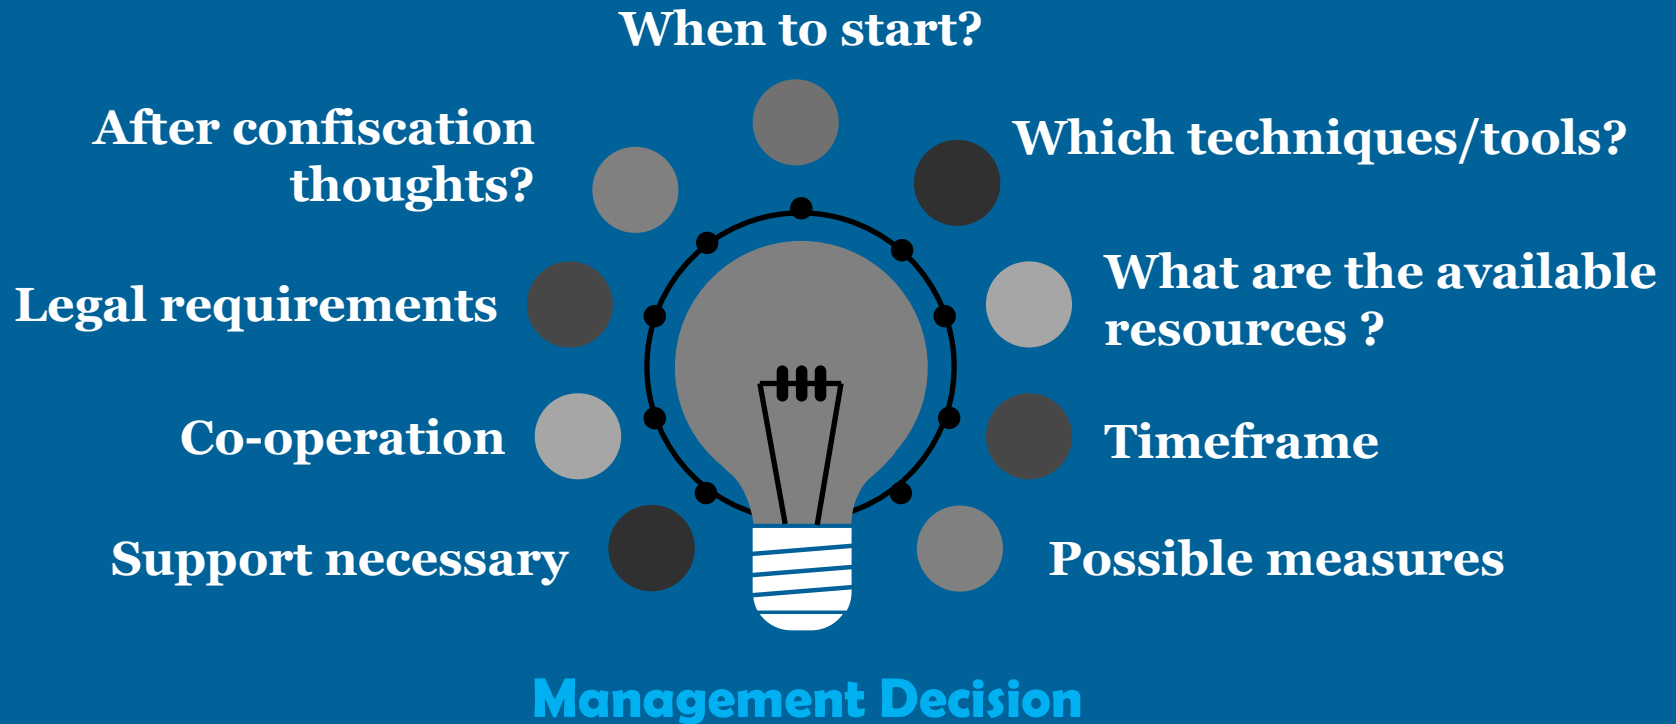 When to start?
After confiscation
thoughts?
Which techniques/tools?
Legal requirements
What are the available
resources ?
Co-operation
Timeframe
Support necessary
Possible measures
Management Decision